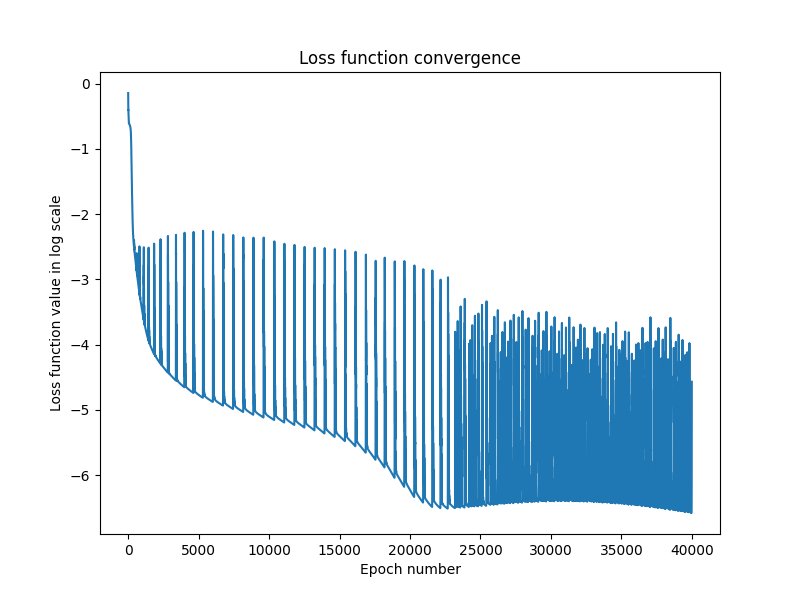 Loss function convergence
Loss function value in log scale
0
−1
−2
−3
−4
−5
−6
0 5000 10000 15000 20000 25000 30000 35000 40000
Epoch number